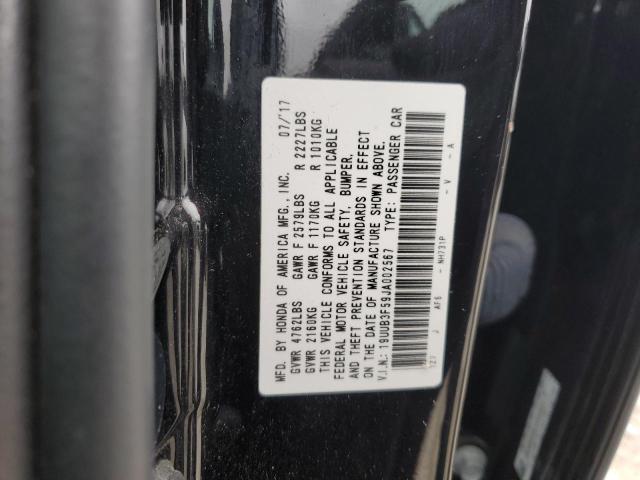 MFD. BY HONDA OF AMERICA MFG., INC. 07/'17
GVWR 4762LBS GAWR F 2579LBS R 2227LBS
GVWR 2160KG GAWR F 1170KG R 1010KG
THIS VEHICLE CONFORMS TO ALL APPLICABLE
FEDERAL MOTOR VEHICLE SAFETY, BUMPER,
AND THEFT PREVENTION STANDARDS IN EFFECT
ON THE DATE OF MANUFACTURE SHOWN ABOVE.
V.I.N.: 19UUB3F59JA002567 TYPE: PASSENGER CAR
J AF6 - NH731P - V - A